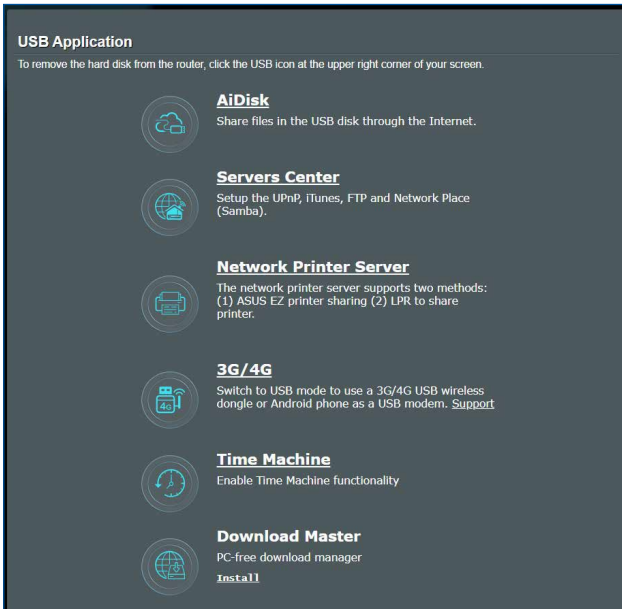 USB Application
To remove the hard disk from the router, click the USB icon at the upper right corner of your screen.
AiDisk
Share files in the USB disk through the Internet.
Servers Center
Setup the UPnP, iTunes, FTP and Network Place
(Samba).
Network Printer Server
The network printer server supports two methods:
(1) ASUS EZ printer sharing (2) LPR to share
printer.
3G/4G
4G
Switch to USB mode to use a 3G/4G USB wireless
dongle or Android phone as a USB modem. Support
Time Machine
Enable Time Machine functionality
Download Master
PC-free download manager
Install